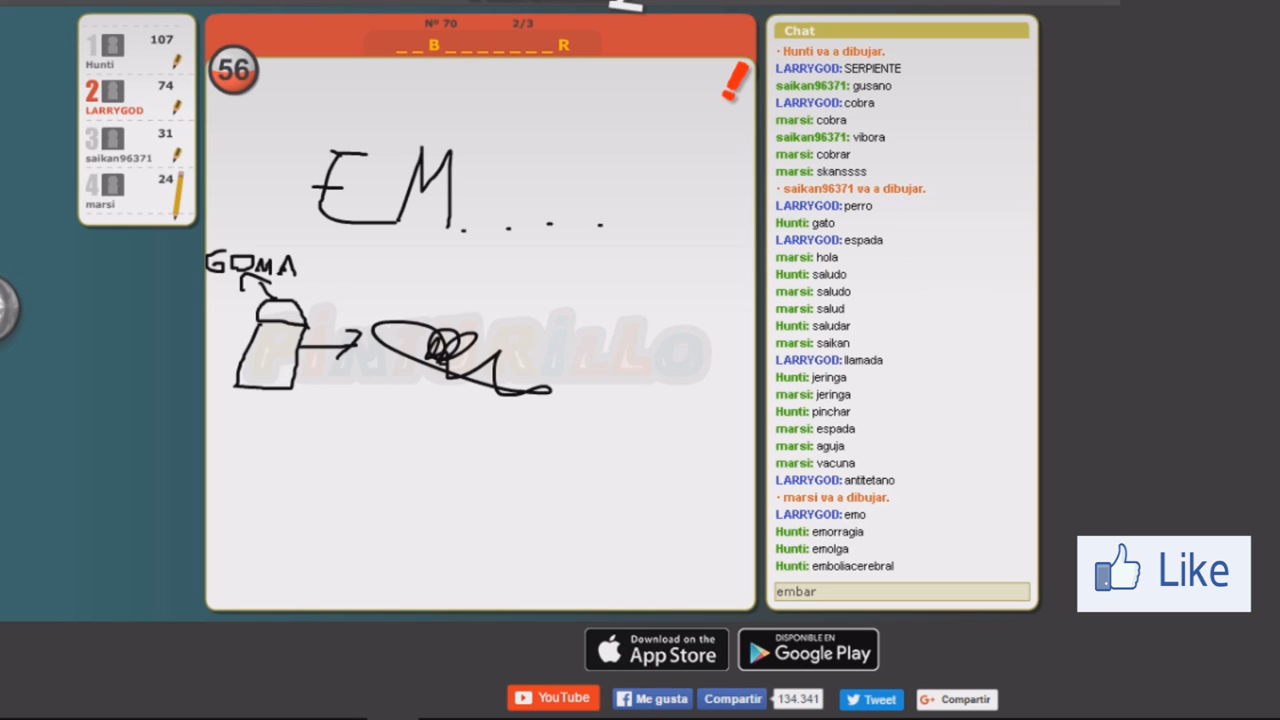 Nº 70 2/3
_ _ B _ _ _ _ _ _ _ R
56
1 107
Hunti
2 74
LARRYGOD
3 31
saikan96371
4 24
marsi
EM. . . .
GOMA
PINTURILLO
Chat
· Hunti va a dibujar.
LARRYGOD: SERPIENTE
saikan96371: gusano
LARRYGOD: cobra
marsi: cobra
saikan96371: vibora
marsi: cobrar
marsi: skanssss
· saikan96371 va a dibujar.
LARRYGOD: perro
Hunti: gato
LARRYGOD: espada
marsi: hola
Hunti: saludo
marsi: saludo
marsi: salud
Hunti: saludar
marsi: saikan
LARRYGOD: llamada
Hunti: jeringa
marsi: jeringa
Hunti: pinchar
marsi: espada
marsi: aguja
marsi: vacuna
LARRYGOD: antitetano
· marsi va a dibujar.
LARRYGOD: emo
Hunti: emorragia
Hunti: emolga
Hunti: emboliacerebral
embar
Like
Download on the
App Store
DISPONIBLE EN
Google Play
YouTube
Me gusta
Compartir
134.341
Tweet
G+ Compartir